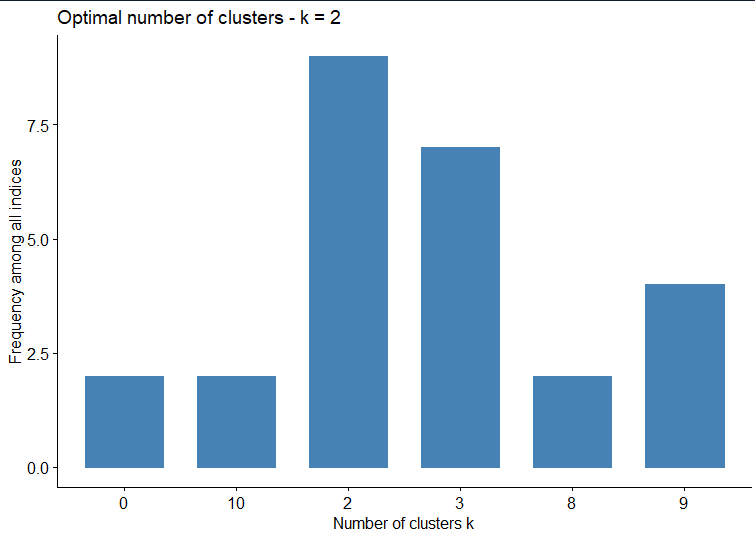 Optimal number of clusters - k = 2
Frequency among all indices
7.5
5.0
2.5
0.0
0 10 2 3 8 9
Number of clusters k